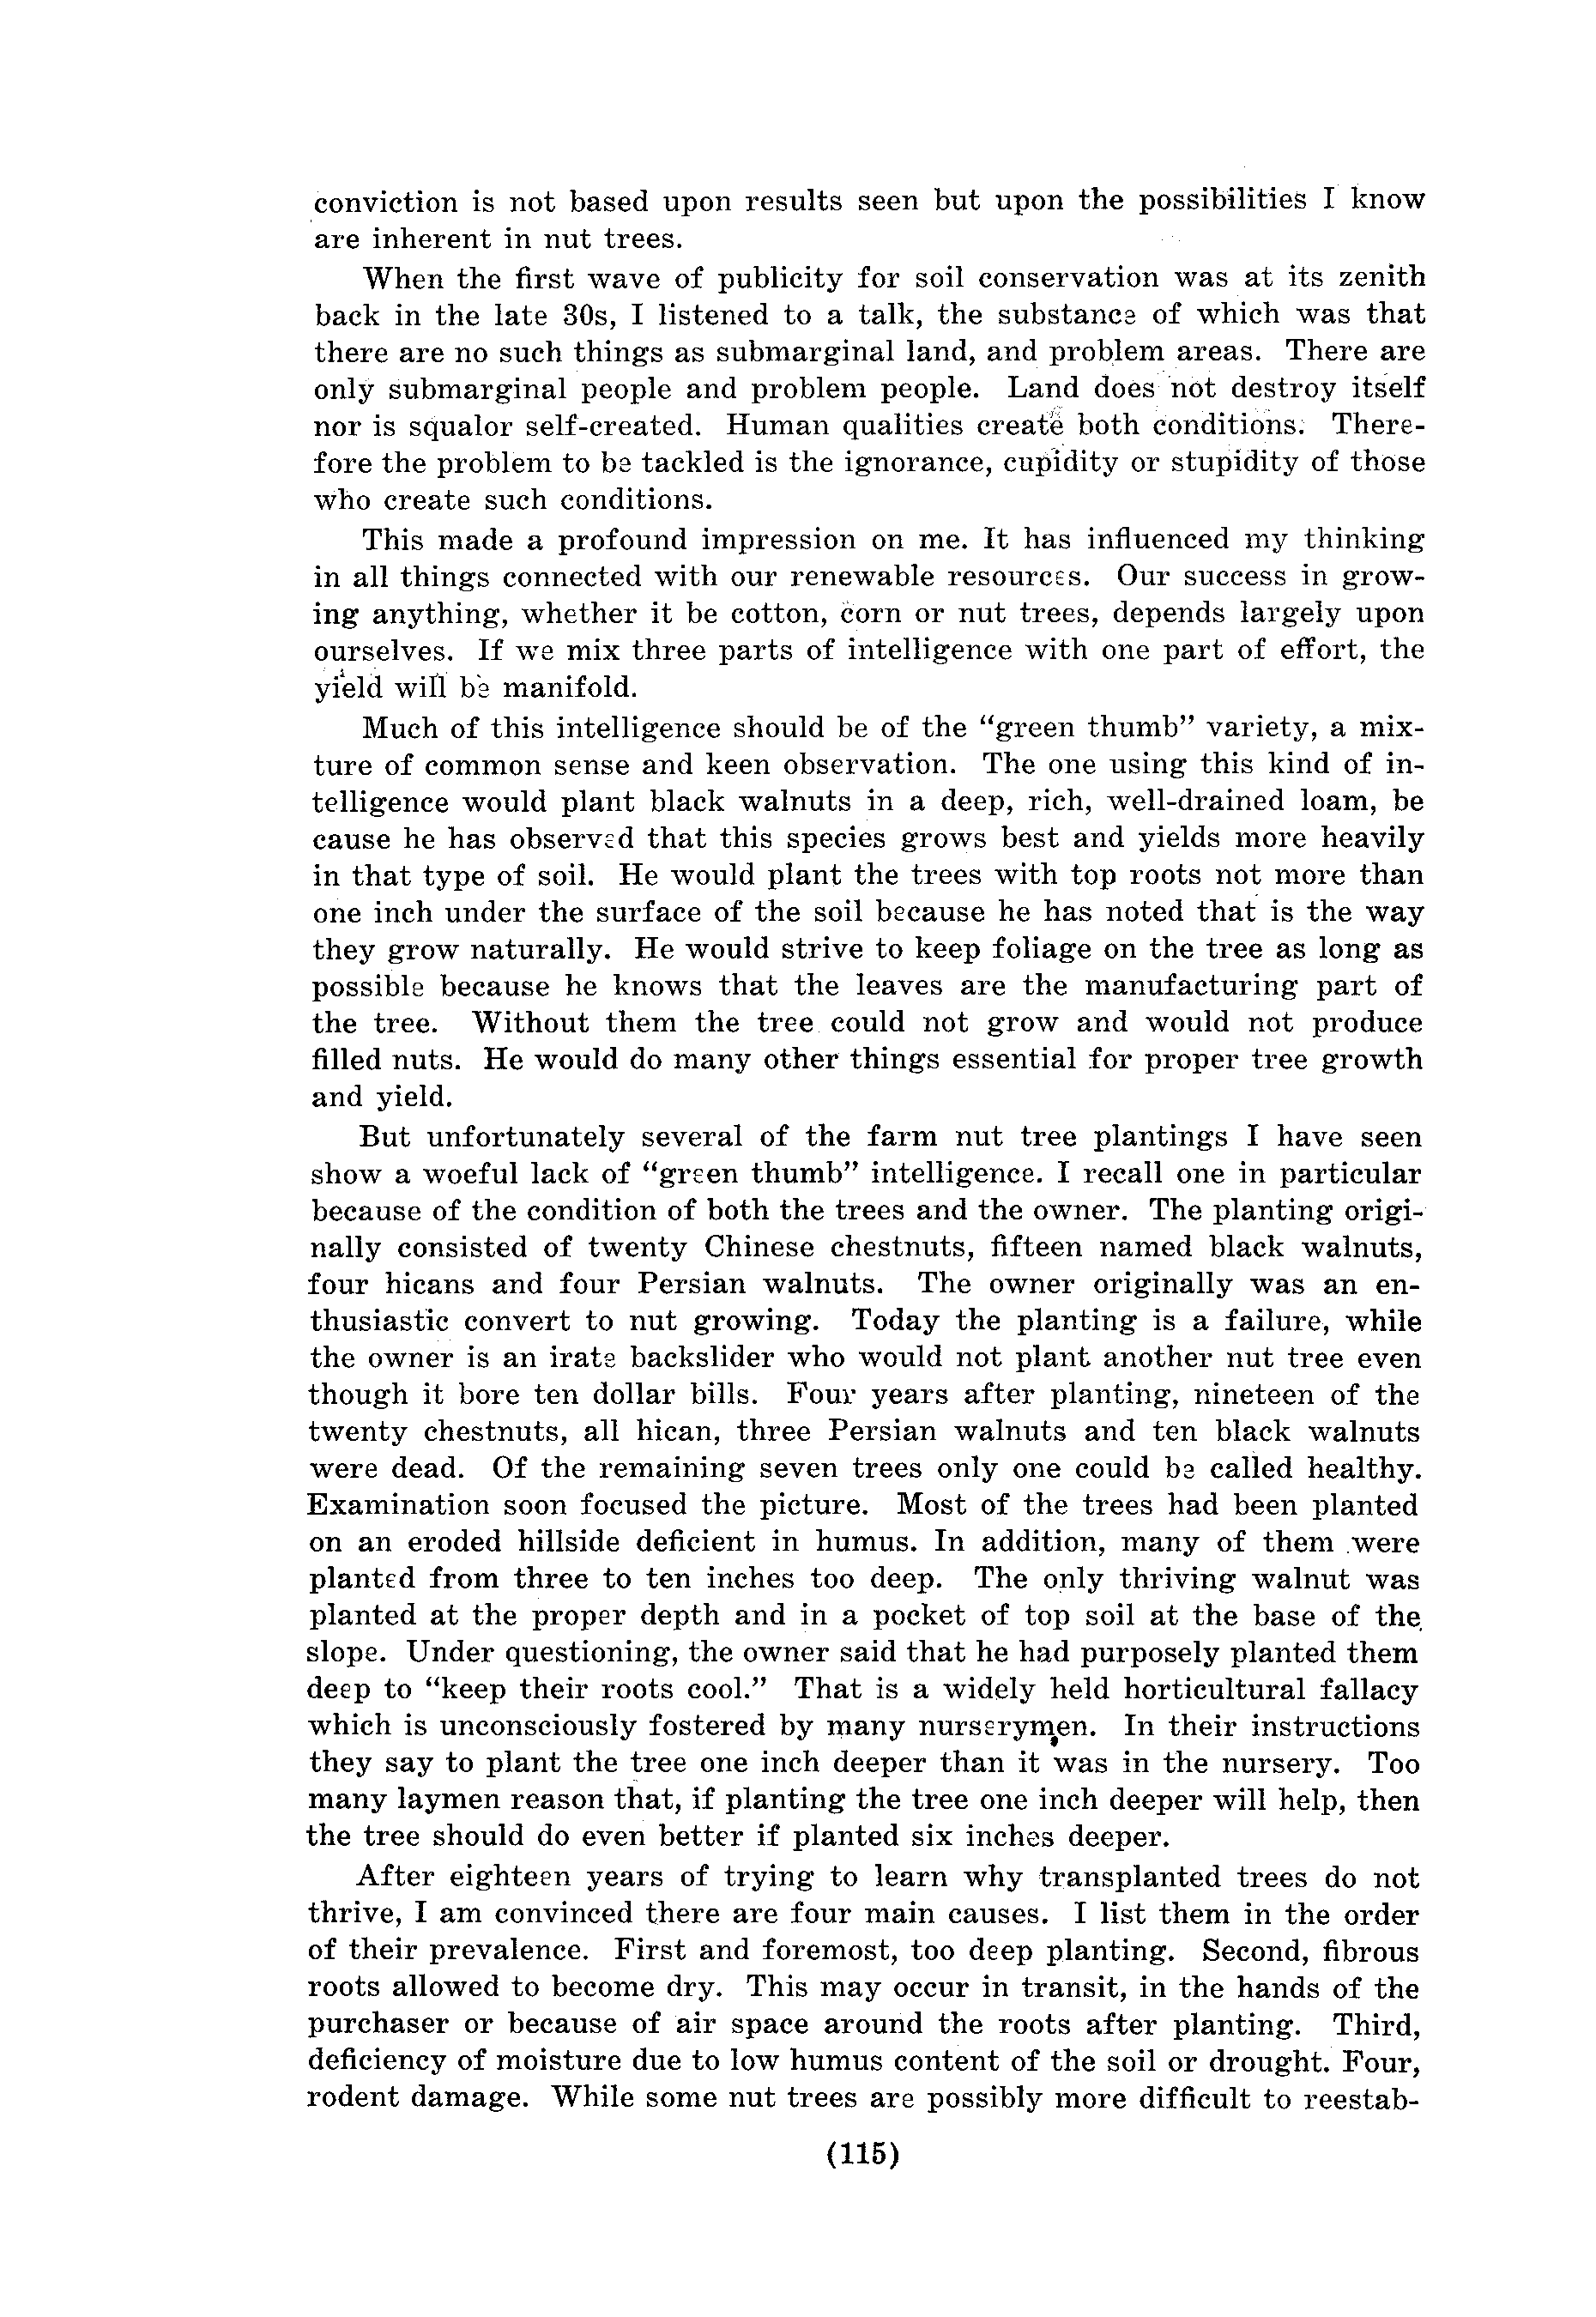 conviction is not based upon results seen but upon the possibilities I know
are inherent in nut trees.
When the first wave of publicity for soil conservation was at its zenith
back in the late 30s, I listened to a talk, the substance of which was that
there are no such things as submarginal land, and problem areas. There are
only submarginal people and problem people. Land does not destroy itself
nor is squalor self-created. Human qualities create both conditions. There-
fore the problem to be tackled is the ignorance, cupidity or stupidity of those
who create such conditions.
This made a profound impression on me. It has influenced my thinking
in all things connected with our renewable resources. Our success in grow-
ing anything, whether it be cotton, corn or nut trees, depends largely upon
ourselves. If we mix three parts of intelligence with one part of effort, the
yield will be manifold.
Much of this intelligence should be of the “green thumb” variety, a mix-
ture of common sense and keen observation. The one using this kind of in-
telligence would plant black walnuts in a deep, rich, well-drained loam, be
cause he has observed that this species grows best and yields more heavily
in that type of soil. He would plant the trees with top roots not more than
one inch under the surface of the soil because he has noted that is the way
they grow naturally. He would strive to keep foliage on the tree as long as
possible because he knows that the leaves are the manufacturing part of
the tree. Without them the tree could not grow and would not produce
filled nuts. He would do many other things essential for proper tree growth
and yield.
But unfortunately several of the farm nut tree plantings I have seen
show a woeful lack of “green thumb” intelligence. I recall one in particular
because of the condition of both the trees and the owner. The planting origi-
nally consisted of twenty Chinese chestnuts, fifteen named black walnuts,
four hicans and four Persian walnuts. The owner originally was an en-
thusiastic convert to nut growing. Today the planting is a failure, while
the owner is an irate backslider who would not plant another nut tree even
though it bore ten dollar bills. Four years after planting, nineteen of the
twenty chestnuts, all hican, three Persian walnuts and ten black walnuts
were dead. Of the remaining seven trees only one could be called healthy.
Examination soon focused the picture. Most of the trees had been planted
on an eroded hillside deficient in humus. In addition, many of them were
planted from three to ten inches too deep. The only thriving walnut was
planted at the proper depth and in a pocket of top soil at the base of the
slope. Under questioning, the owner said that he had purposely planted them
deep to “keep their roots cool.” That is a widely held horticultural fallacy
which is unconsciously fostered by many nurserymen. In their instructions
they say to plant the tree one inch deeper than it was in the nursery. Too
many laymen reason that, if planting the tree one inch deeper will help, then
the tree should do even better if planted six inches deeper.
After eighteen years of trying to learn why transplanted trees do not
thrive, I am convinced there are four main causes. I list them in the order
of their prevalence. First and foremost, too deep planting. Second, fibrous
roots allowed to become dry. This may occur in transit, in the hands of the
purchaser or because of air space around the roots after planting. Third,
deficiency of moisture due to low humus content of the soil or drought. Four,
rodent damage. While some nut trees are possibly more difficult to reestab-
(115)